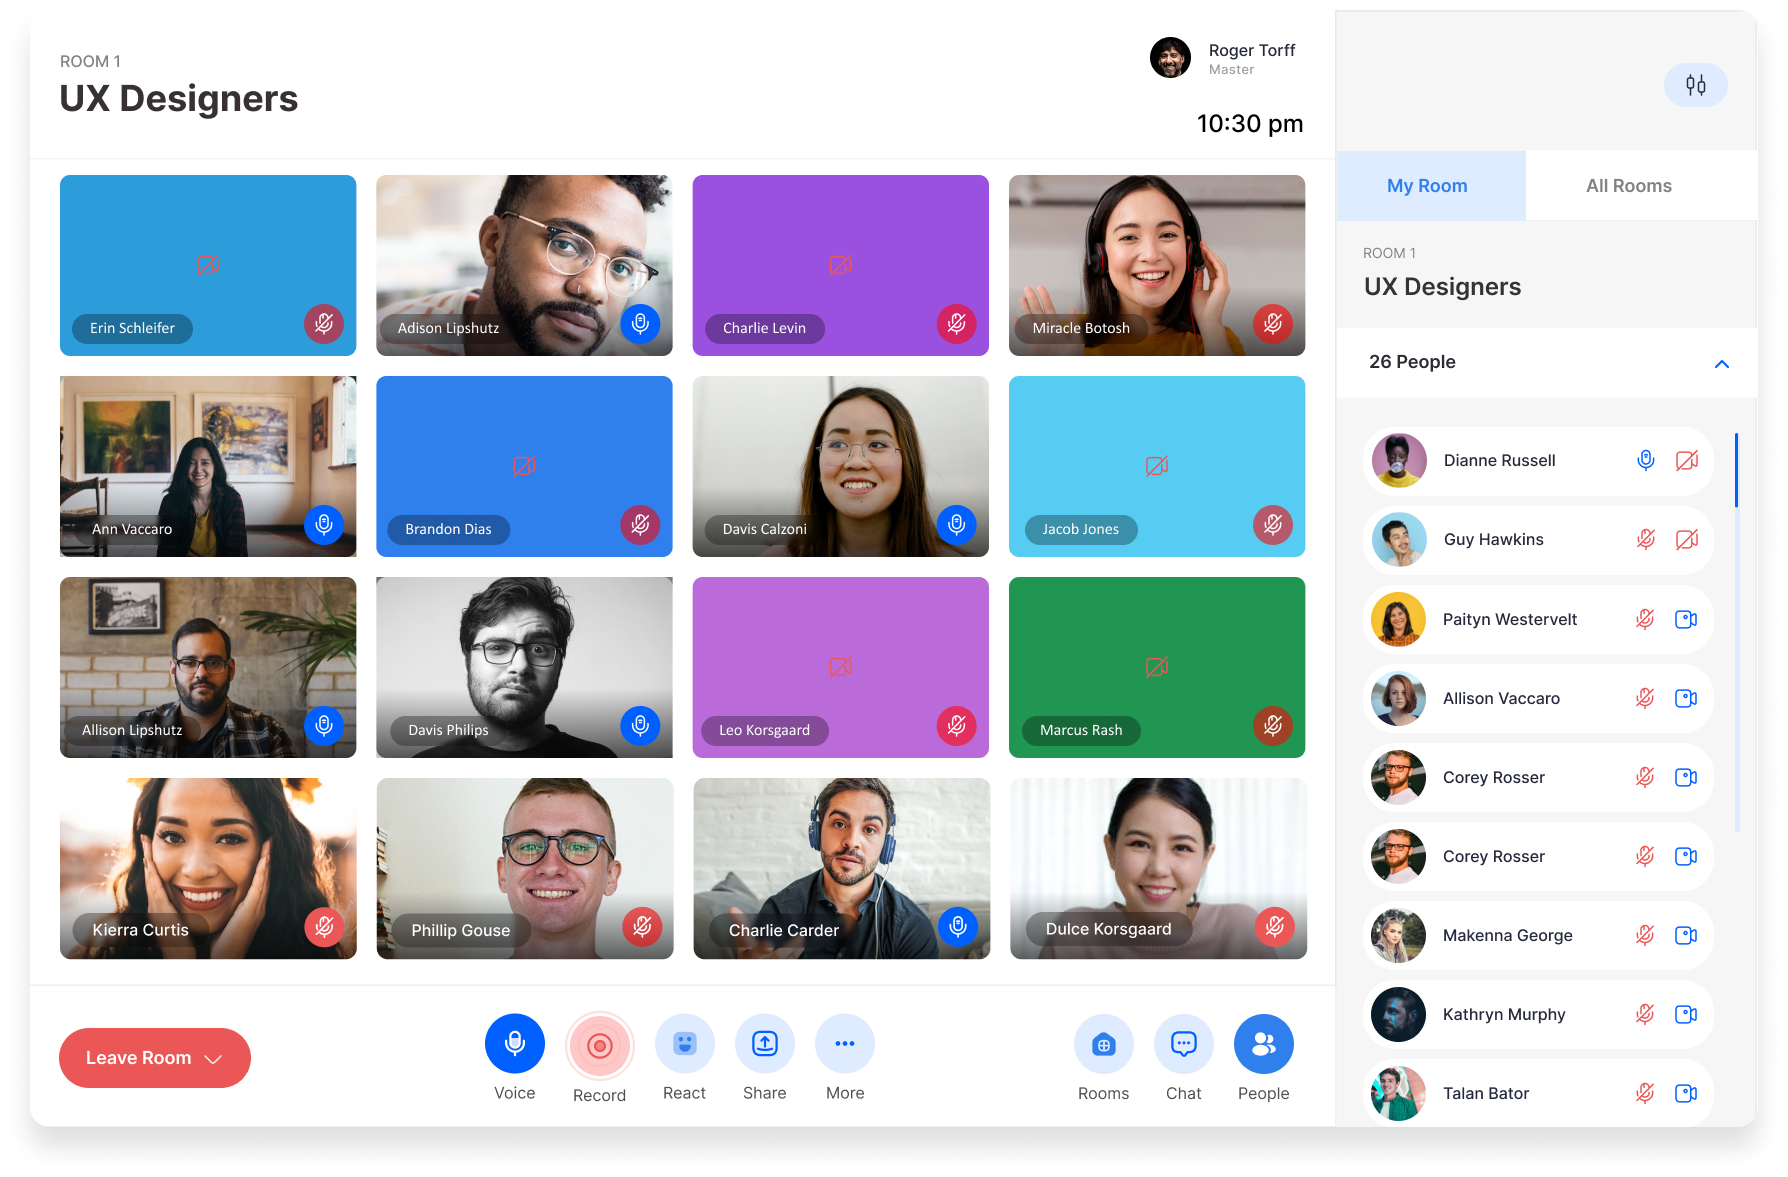 ROOM 1
UX Designers
Roger Torff
Master
10:30 pm
Erin Schleifer
Adison Lipshutz
Charlie Levin
Miracle Botosh
Ann Vaccaro
Brandon Dias
Davis Calzoni
Jacob Jones
Allison Lipshutz
Davis Philips
Leo Korsgaard
Marcus Rash
Kierra Curtis
Phillip Gouse
Charlie Carder
Dulce Korsgaard
Leave Room
Voice
Record
React
Share
More
Rooms
Chat
People
My Room
All Rooms
ROOM 1
UX Designers
26 People
Dianne Russell
Guy Hawkins
Paityn Westervelt
Allison Vaccaro
Corey Rosser
Corey Rosser
Makenna George
Kathryn Murphy
Talan Bator